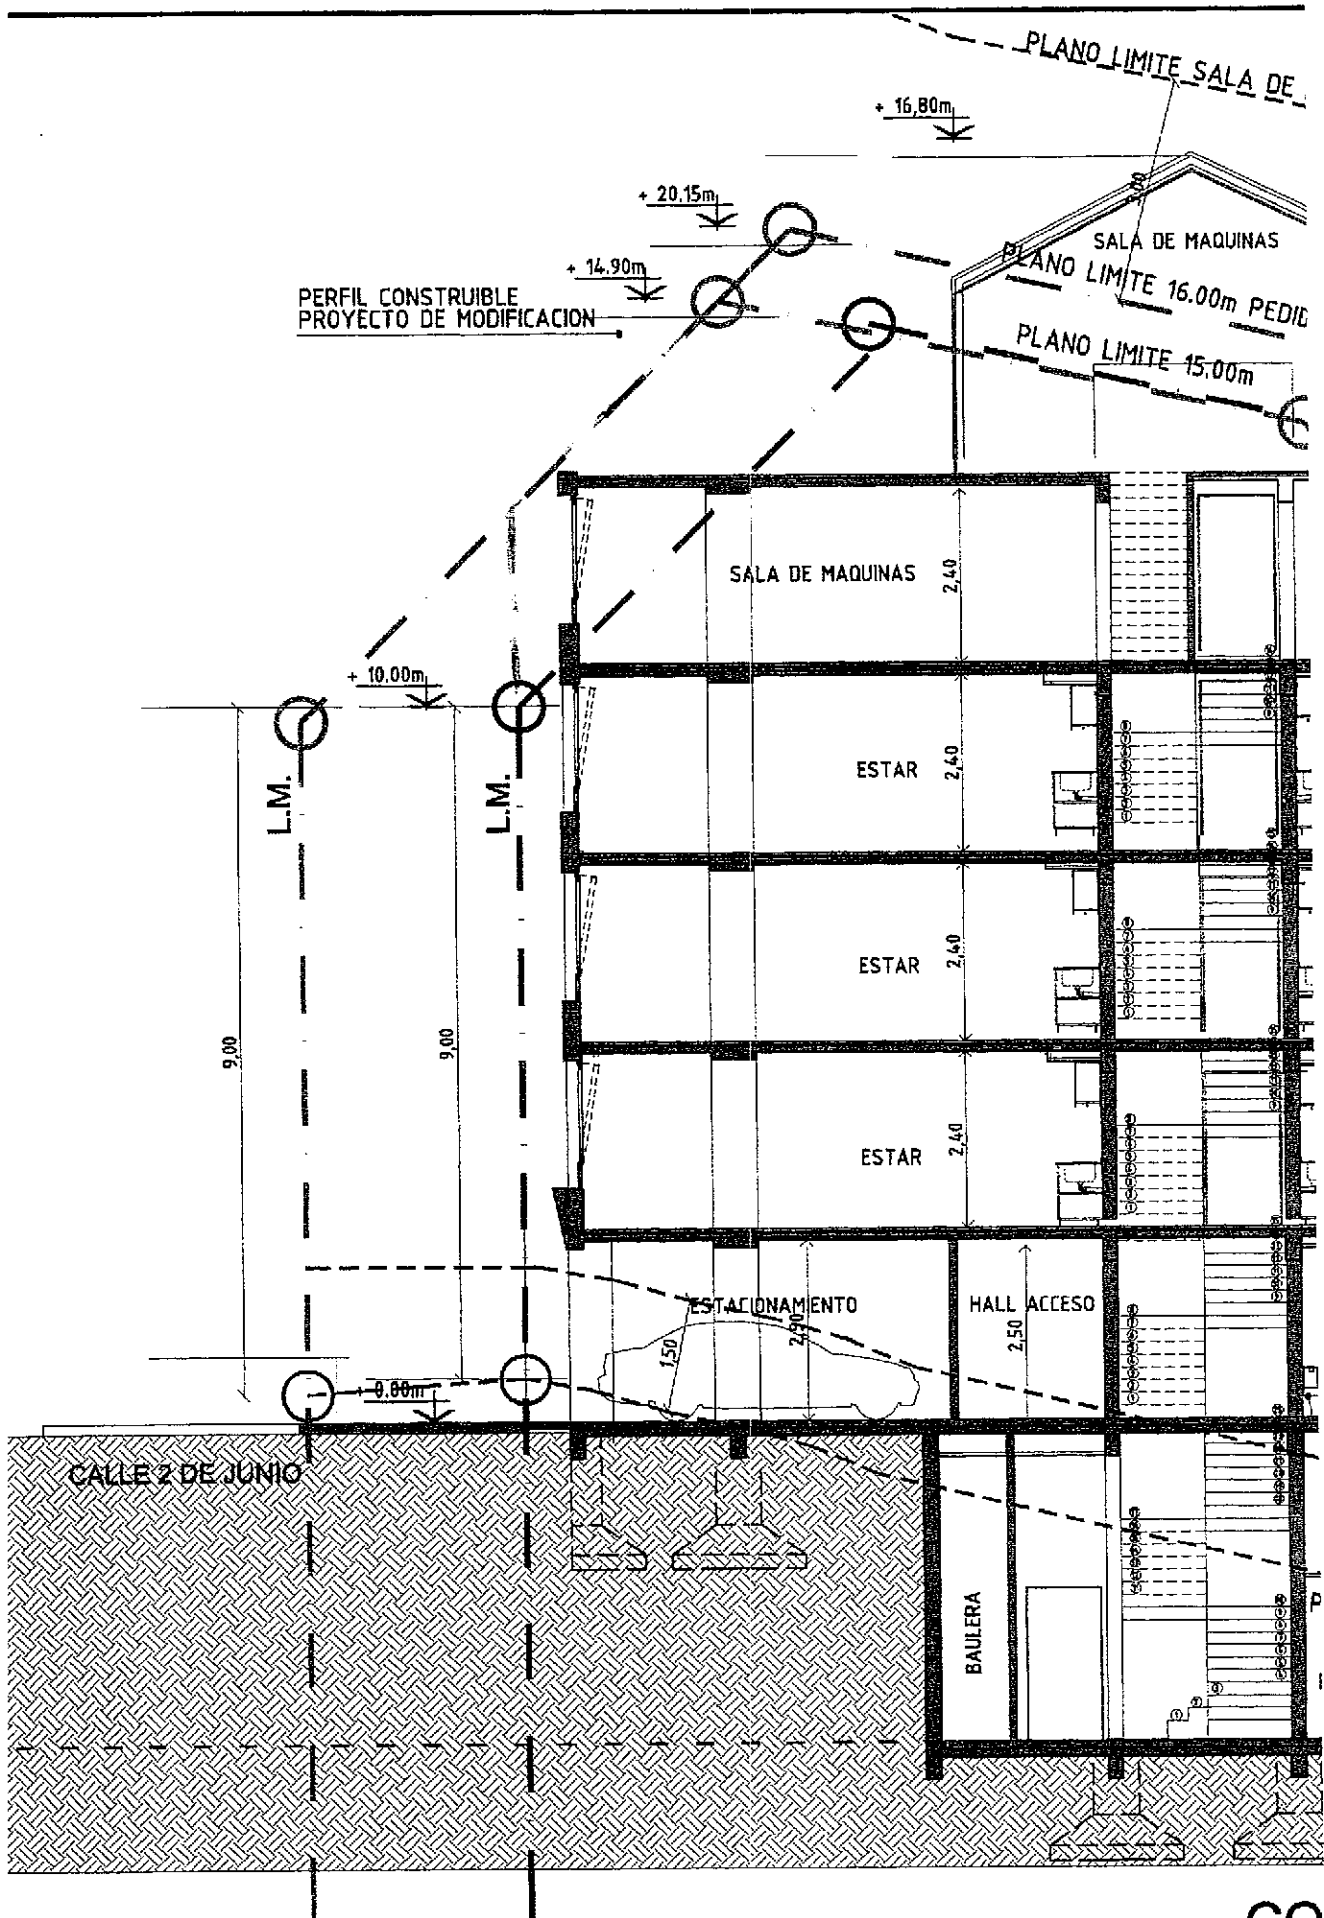 PLANO LIMITE SALA DE
+ 16,80m
+ 20.15m
SALA DE MAQUINAS
+ 14.90m
PLANO LIMITE 16.00m PEDID
PERFIL CONSTRUIBLE
PROYECTO DE MODIFICACION
PLANO LIMITE 15.00m
SALA DE MAQUINAS
2,40
+ 10.00m
L.M.
L.M.
ESTAR
2,40
ESTAR
2,40
9,00
9,00
ESTAR
2,40
ESTACIONAMIENTO
HALL ACCESO
1,50
2,90
2,50
+ 0.00m
CALLE 2 DE JUNIO
BAULERA
P
CO